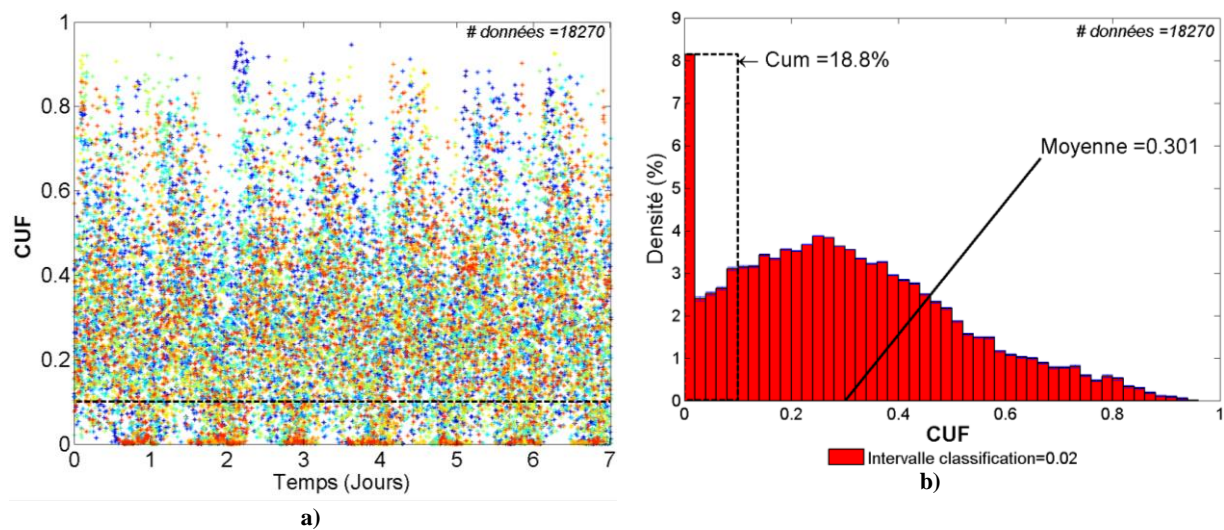 # données =18270
1
0.8
0.6
0.4
0.2
0
CUF
0 1 2 3 4 5 6 7
Temps (Jours)
a)
# données =18270
9
8
7
6
5
4
3
2
1
0
Densité (%)
← Cum =18.8%
Moyenne =0.301
0 0.2 0.4 0.6 0.8 1
CUF
Intervalle classification=0.02
b)